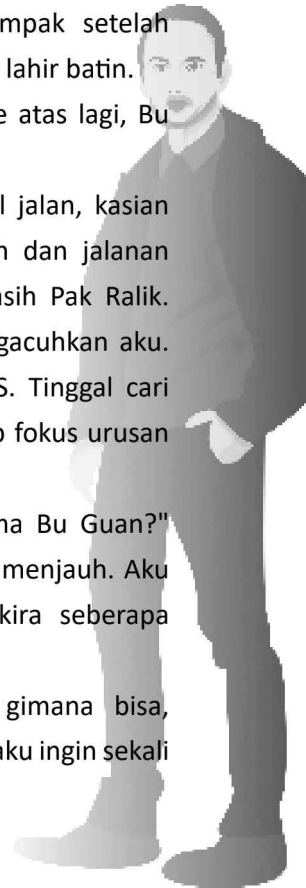 mpak setelah
lahir batin.
e atas lagi, Bu
l jalan, kasian
n dan jalanan
asih Pak Ralik.
gacuhkan aku.
S. Tinggal cari
o fokus urusan
na Bu Guan?"
menjauh. Aku
kira seberapa
gimana bisa,
aku ingin sekali